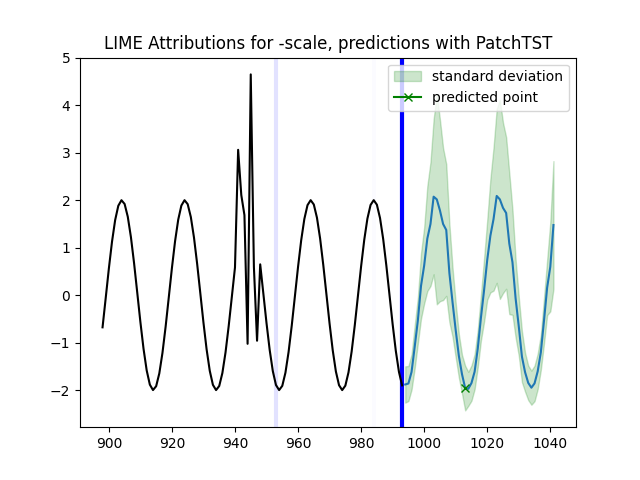 LIME Attributions for -scale, predictions with PatchTST
standard deviation
predicted point
5
4
3
2
1
0
−1
−2
900 920 940 960 980 1000 1020 1040